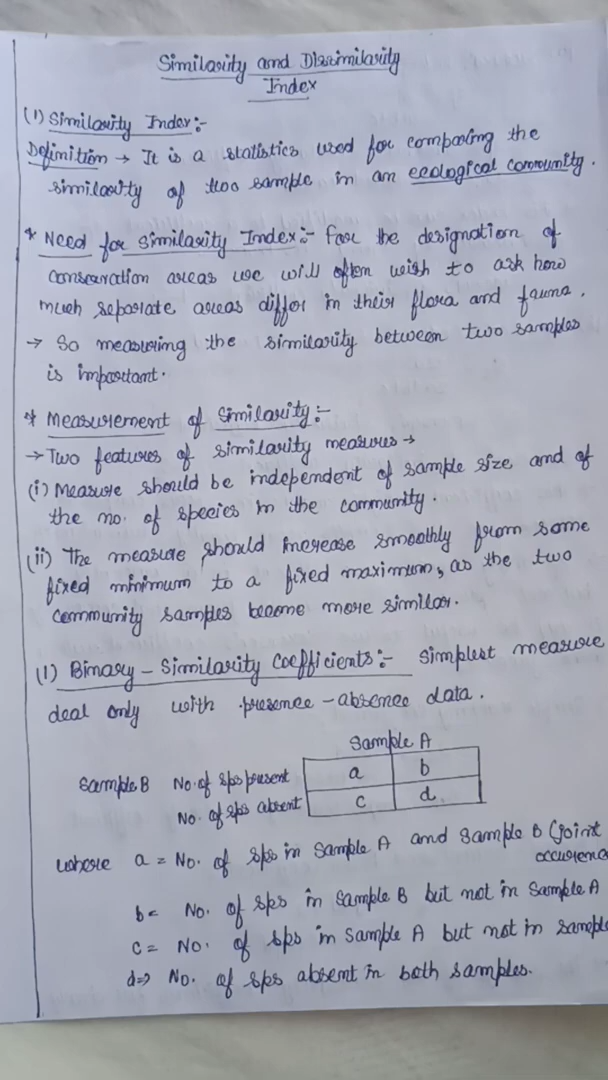 Similarity and Dissimilarity
Index
(1) Similarity Index:-
Definition → It is a statistics used for comparing the
similarity of two sample in an ecological community.
* Need for similarity Index:- For the designation of
conservation areas we will often wish to ask how
much separate areas differ in their flora and fauna.
→ So measuring the similarity between two samples
is important.
* Measurement of similarity:-
→ Two features of similarity measures →
(i) Measure should be independent of sample size and of
the no. of species in the community.
(ii) The measure should increase smoothly from some
fixed minimum to a fixed maximum, as the two
community samples become more similar.
(1) Binary - Similarity coefficients:- simplest measure
deal only with presence - absence data.
Sample A
Sample B No. of sps present a b
No. of sps absent c d
where a = No. of sps in sample A and sample B (joint
occurence
b = No. of sps in sample B but not in sample A
c = No. of sps in sample A but not in sample
d => No. of sps absent in both samples.